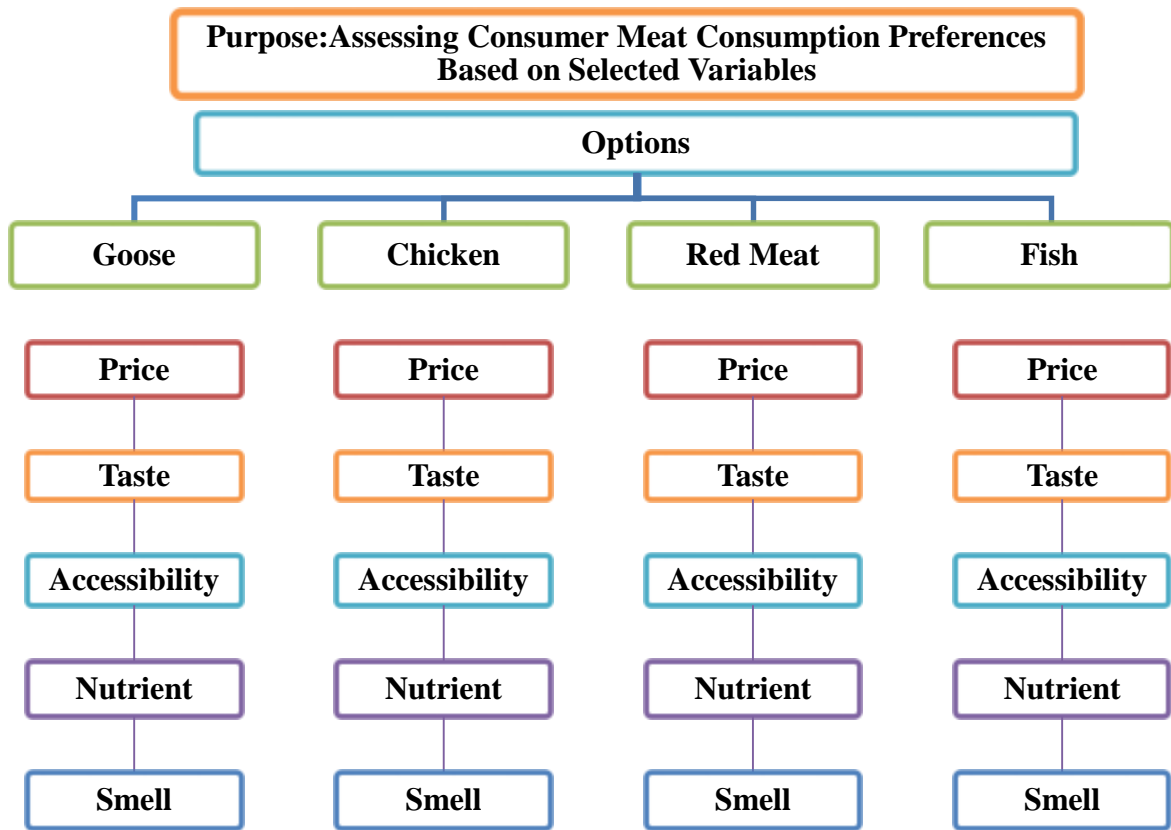 Purpose:Assessing Consumer Meat Consumption Preferences
Based on Selected Variables
Options
Goose Chicken Red Meat Fish
Price Price Price Price
Taste Taste Taste Taste
Accessibility Accessibility Accessibility Accessibility
Nutrient Nutrient Nutrient Nutrient
Smell Smell Smell Smell